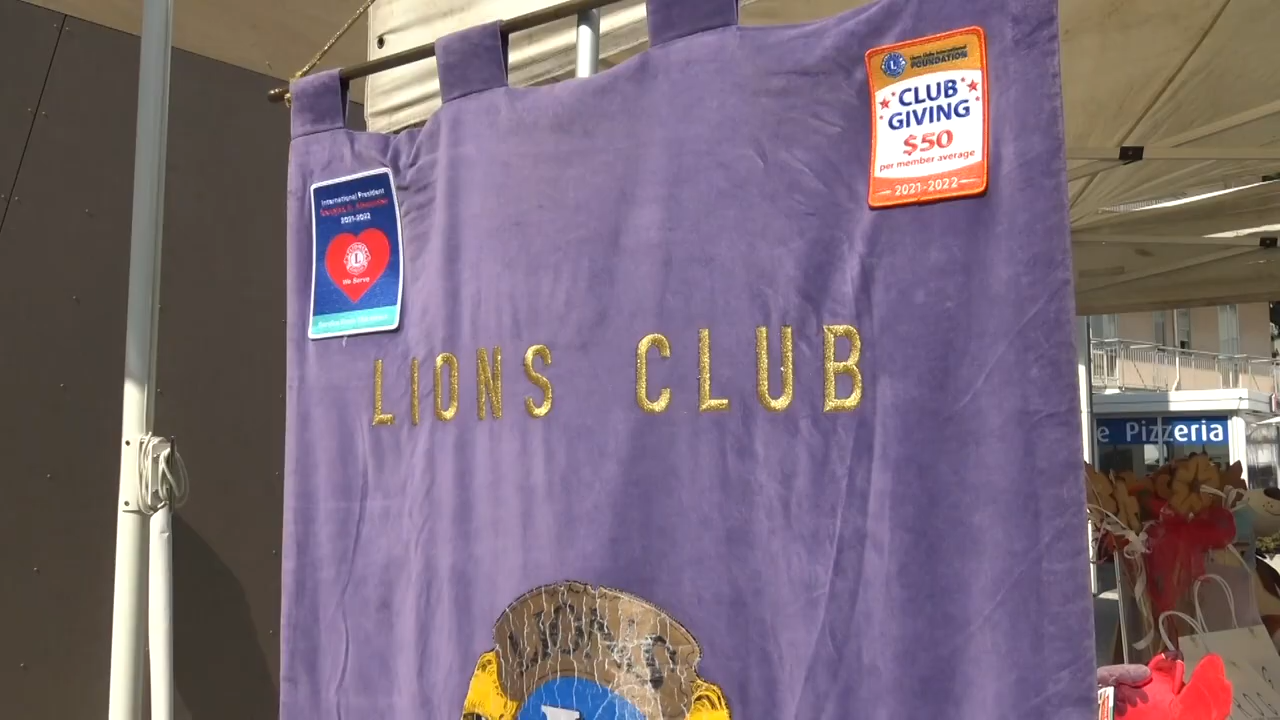 Lions Clubs International
FOUNDATION
CLUB
GIVING
$50
per member average
2021-2022
International President
2021-2022
L
We Serve
LIONS CLUB
e Pizzeria
LIONS
L